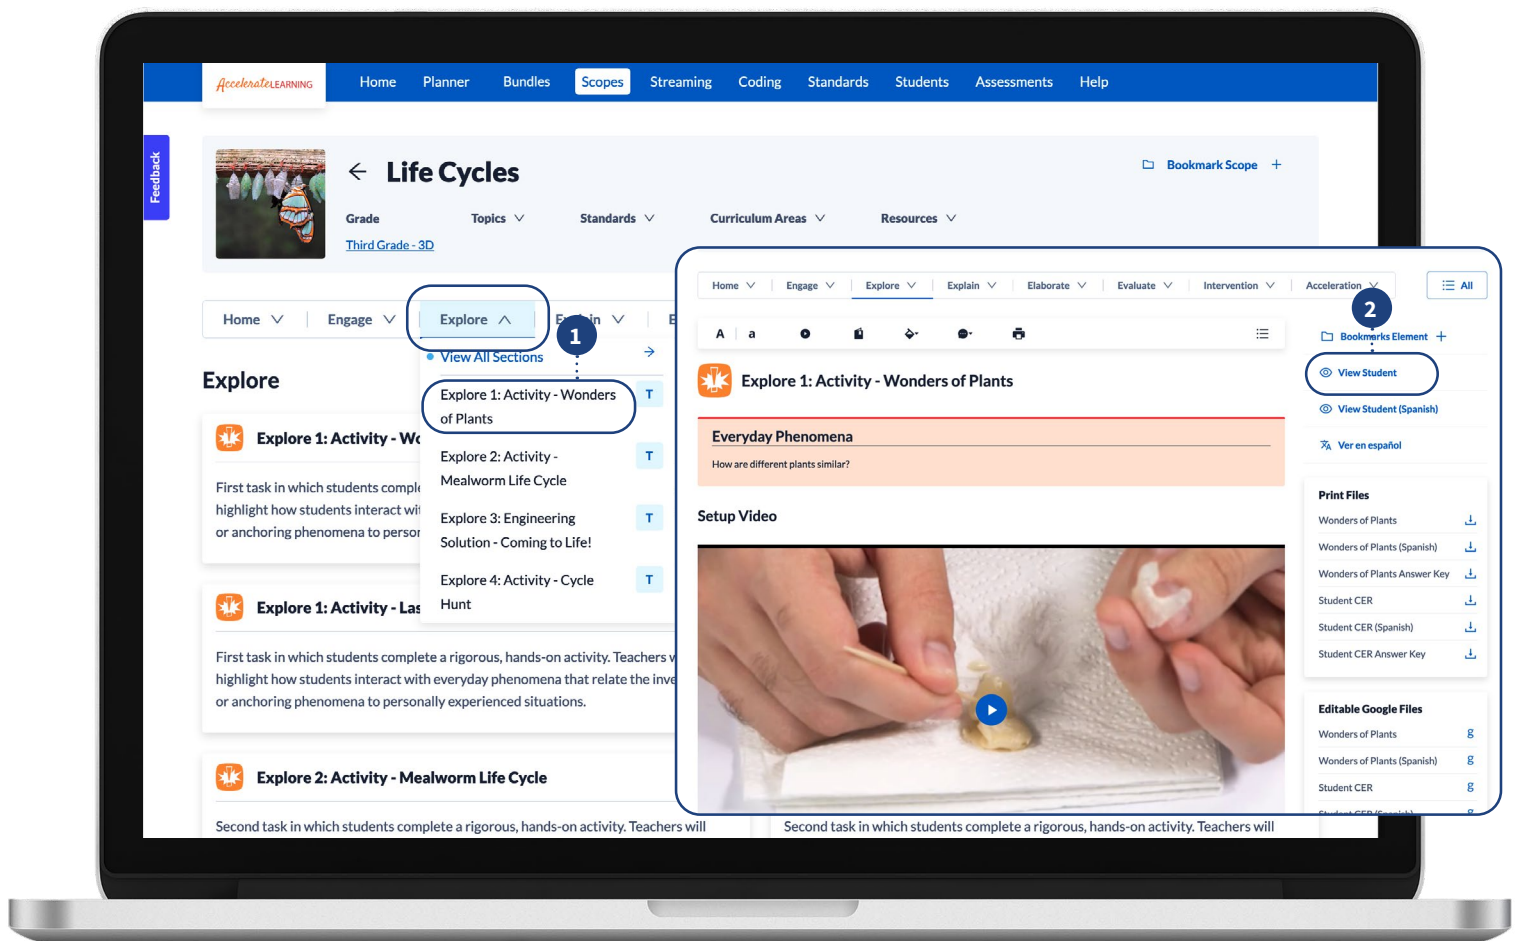 AccelerateLEARNING
Home Planner Bundles Scopes Streaming Coding Standards Students Assessments Help
Feedback
Life Cycles
Bookmark Scope +
Grade Topics Standards Curriculum Areas Resources
Third Grade - 3D
Home Engage Explore Explain E
1
View All Sections
Explore 1: Activity - Wonders T
of Plants
Explore 2: Activity - T
Mealworm Life Cycle
Explore 3: Engineering T
Solution - Coming to Life!
Explore 4: Activity - Cycle T
Hunt
Explore
Explore 1: Activity - Wo
First task in which students comple
highlight how students interact wit
or anchoring phenomena to person
Explore 1: Activity - Las
First task in which students complete a rigorous, hands-on activity. Teachers w
highlight how students interact with everyday phenomena that relate the inve
or anchoring phenomena to personally experienced situations.
Explore 2: Activity - Mealworm Life Cycle
Second task in which students complete a rigorous, hands-on activity. Teachers will
Second task in which students complete a rigorous, hands-on activity. Teachers will
Home Engage Explore Explain Elaborate Evaluate Intervention Acceleration
All
2
A a
Bookmarks Element +
View Student
View Student (Spanish)
Ver en español
Explore 1: Activity - Wonders of Plants
Everyday Phenomena
How are different plants similar?
Setup Video
Print Files
Wonders of Plants
Wonders of Plants (Spanish)
Wonders of Plants Answer Key
Student CER
Student CER (Spanish)
Student CER Answer Key
Editable Google Files
Wonders of Plants g
Wonders of Plants (Spanish) g
Student CER g
Student CER (Spanish) g